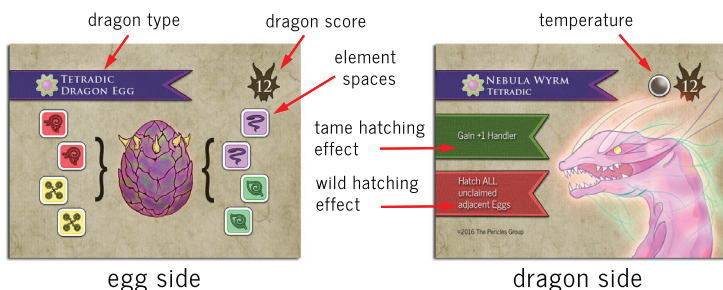 dragon type
dragon score
temperature
element
spaces
TETRADIC
DRAGON EGG
12
NEBULA WYRM
TETRADIC
12
tame hatching
effect
Gain +1 Handler
wild hatching
effect
Hatch ALL
unclaimed
adjacent Eggs
©2016 The Pericles Group
egg side
dragon side